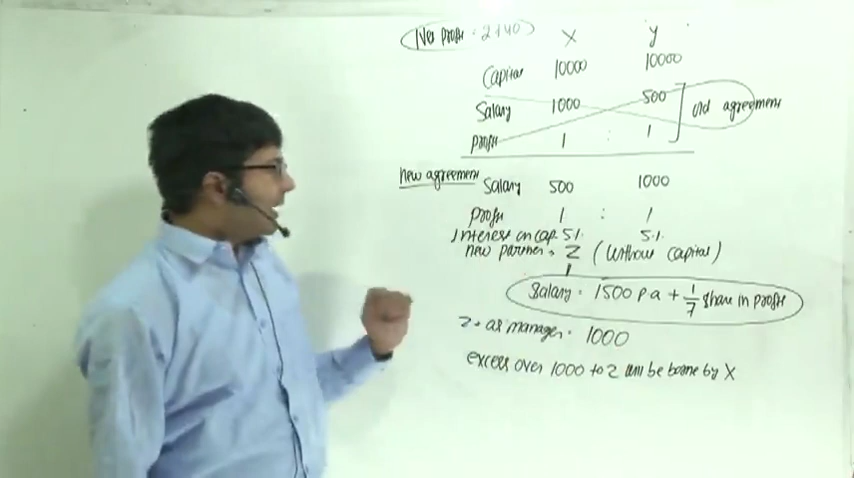 Net profit = 2140 X Y
Capital 10000 10000
Salary 1000 500 old agreement
Profit 1 : 1
new agreement Salary 500 1000
Profit 1 : 1
Interest on cap. 5% 5%
new partner = Z (without capital)
Salary = 1500 pa + 1/7 share in profit
Z = as manager = 1000
excess over 1000 to Z will be borne by X